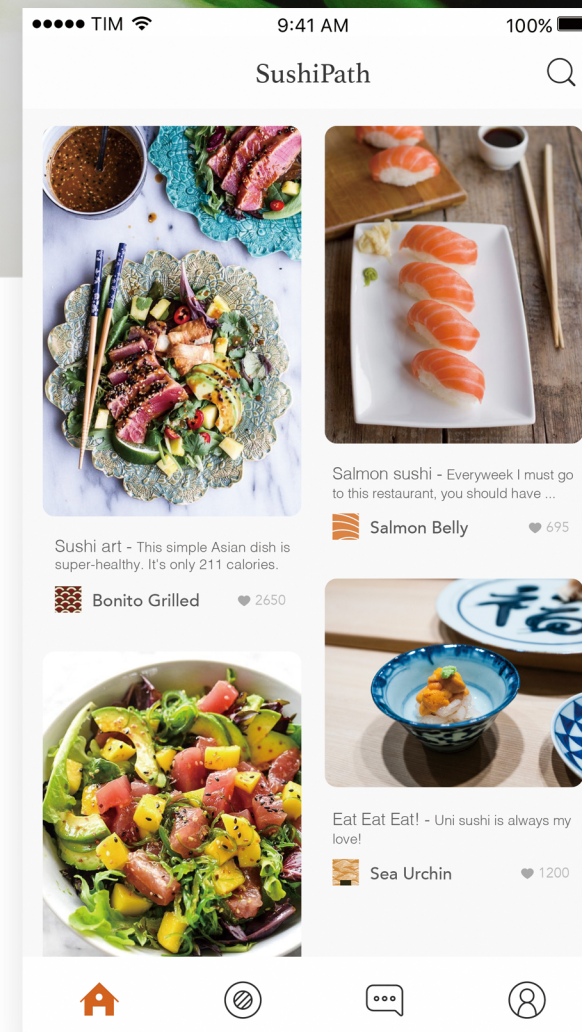 TIM 9:41 AM 100%
SushiPath
Sushi art - This simple Asian dish is
super-healthy. It's only 211 calories.
Bonito Grilled 2650
Salmon sushi - Everyweek I must go
to this restaurant, you should have ...
Salmon Belly 695
福
Eat Eat Eat! - Uni sushi is always my
love!
Sea Urchin 1200